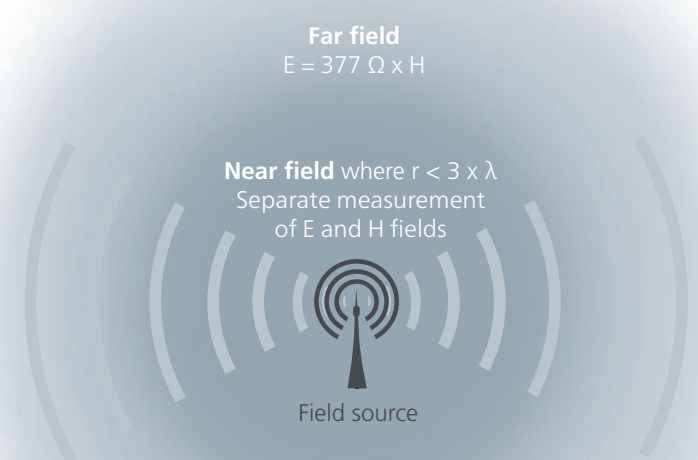 Far field
E = 377 Ω x H
Near field where r < 3 x λ
Separate measurement
of E and H fields
Field source